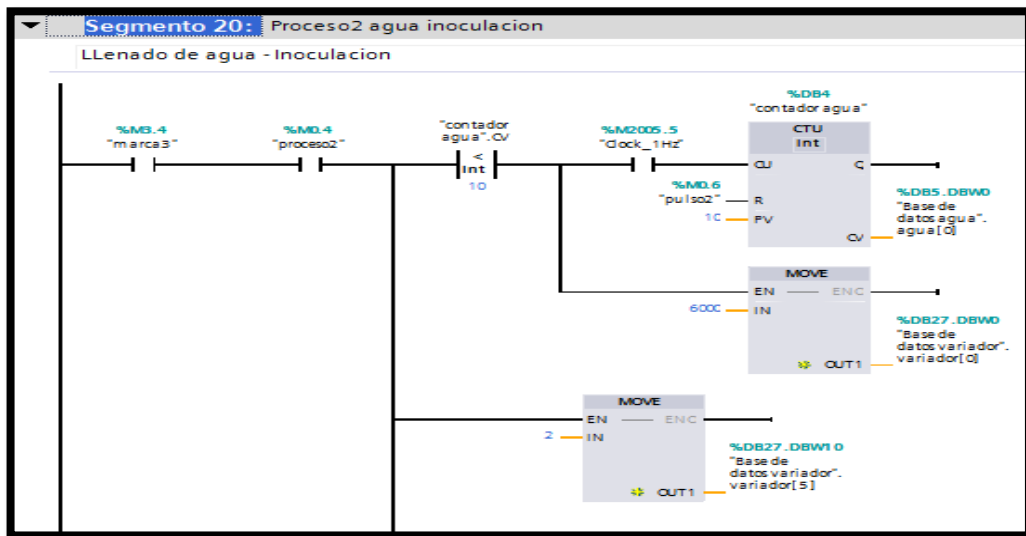 Segmento 20: Proceso2 agua inoculacion
LLenado de agua - Inoculacion
%M3.4
"marca3"
%M0.4
"proceso2"
"contador
agua".CV
<
Int
10
%M2005.5
"Clock_1Hz"
%DB4
"contador agua"
CTU
Int
CU
Q
%M0.6
"pulso2"
R
10
PV
CV
%DB5.DBW0
"Base de
datos agua".
agua[0]
MOVE
EN
ENO
6000
IN
OUT1
%DB27.DBW0
"Base de
datos variador".
variador[0]
MOVE
EN
ENO
2
IN
OUT1
%DB27.DBW10
"Base de
datos variador".
variador[5]